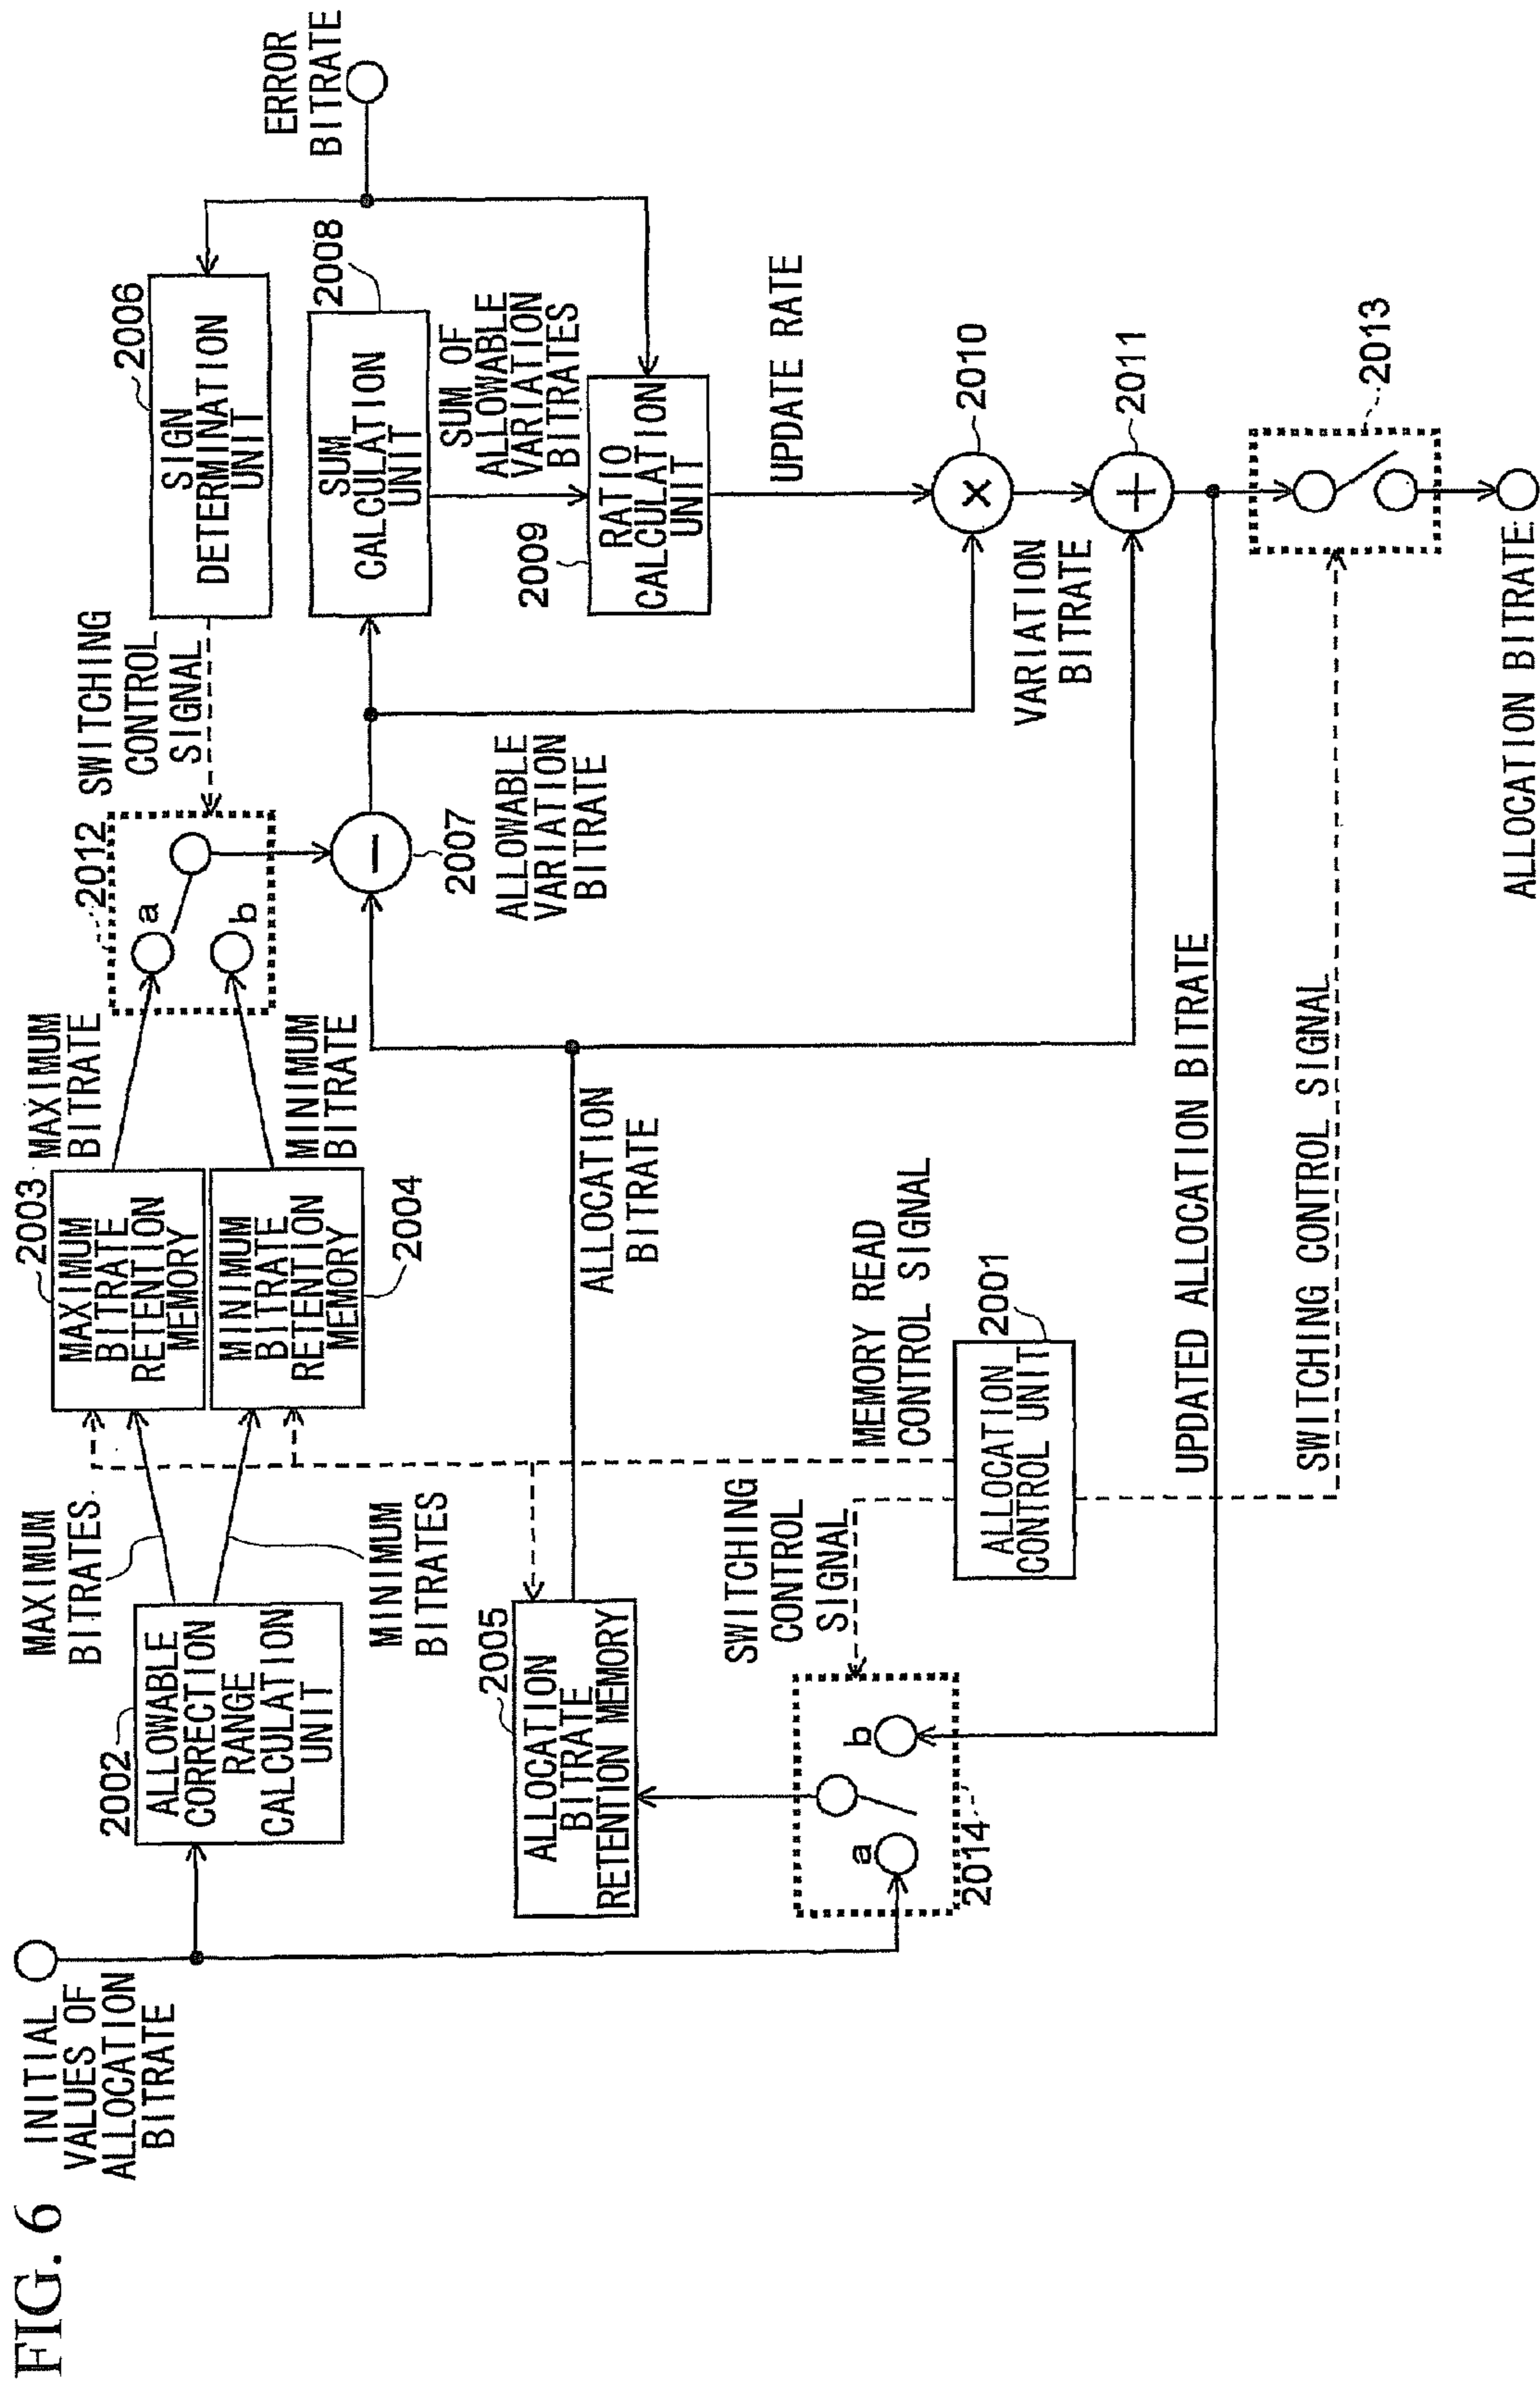 FIG. 6
INITIAL
VALUES OF
ALLOCATION
BITRATE
2002
ALLOWABLE
CORRECTION
RANGE
CALCULATION
UNIT
MAXIMUM
BITRATES
MINIMUM
BITRATES
2003
MAXIMUM
BITRATE
RETENTION
MEMORY
MINIMUM
BITRATE
RETENTION
MEMORY
2004
MAXIMUM
BITRATE
MINIMUM
BITRATE
2012
a
b
SWITCHING
CONTROL
SIGNAL
2006
SIGN
DETERMINATION
UNIT
ERROR
BITRATE
2007
ALLOWABLE
VARIATION
BITRATE
SUM
CALCULATION
UNIT
2008
SUM OF
ALLOWABLE
VARIATION
BITRATES
2009
RATIO
CALCULATION
UNIT
UPDATE RATE
2005
ALLOCATION
BITRATE
RETENTION MEMORY
ALLOCATION
BITRATE
SWITCHING
CONTROL
SIGNAL
MEMORY READ
CONTROL SIGNAL
2001
ALLOCATION
CONTROL UNIT
a
b
2014
×
2010
VARIATION
BITRATE
+
2011
UPDATED ALLOCATION BITRATE
SWITCHING CONTROL SIGNAL
2013
ALLOCATION BITRATE